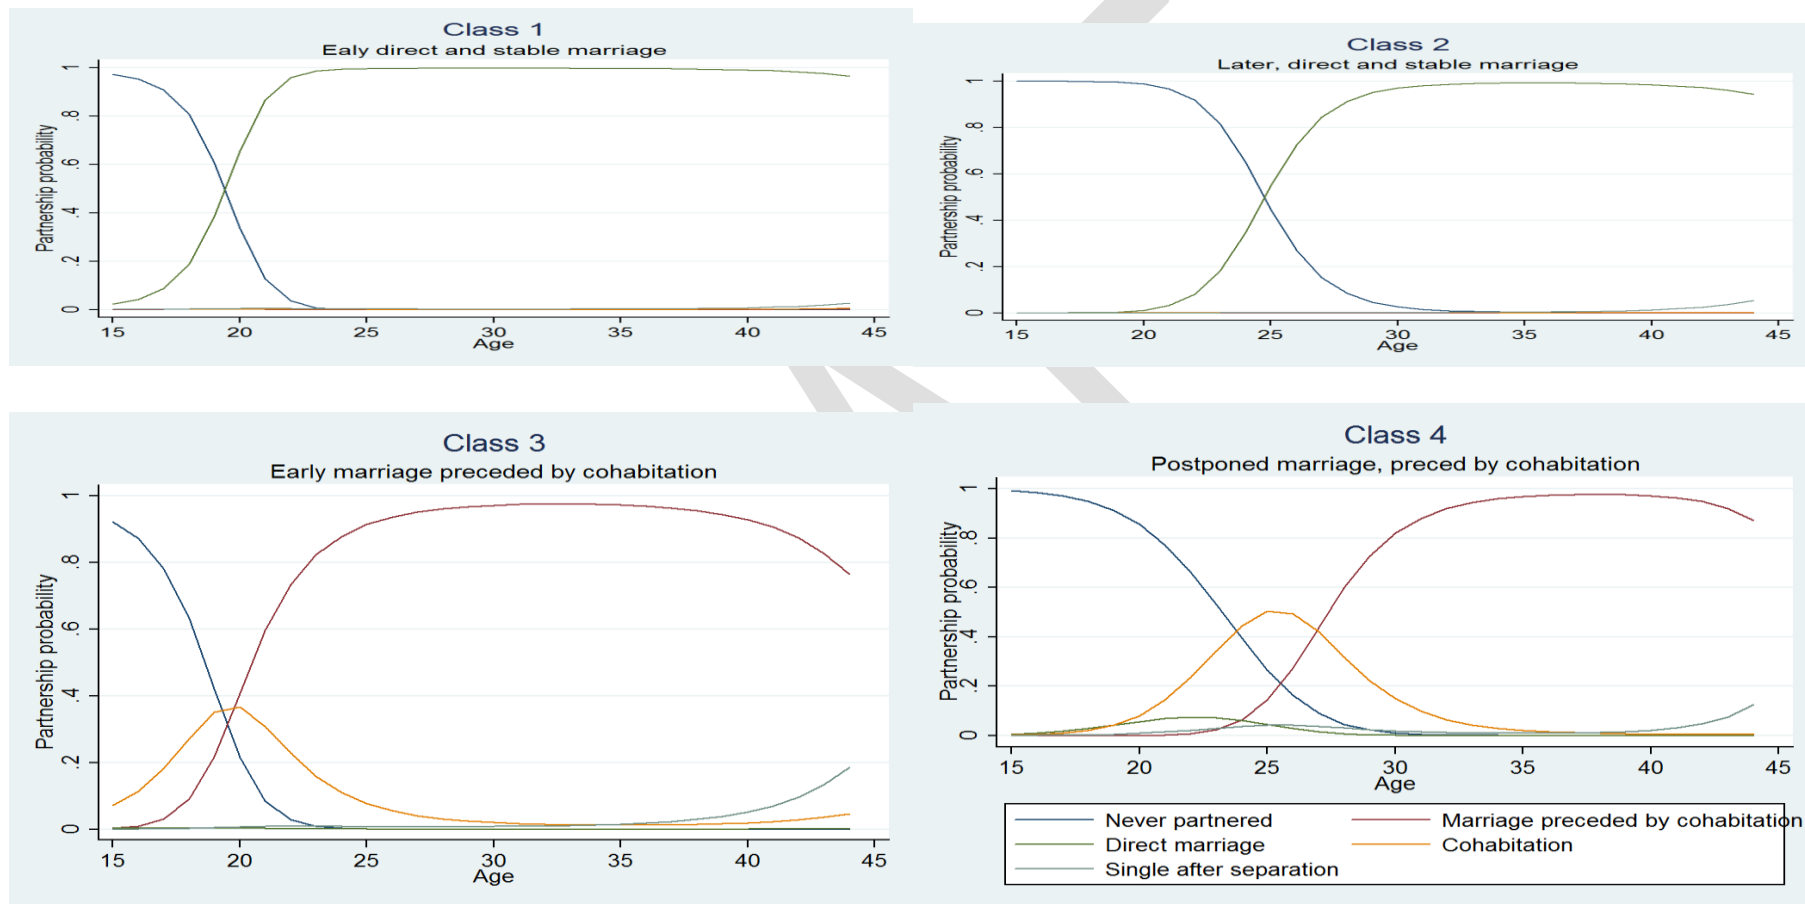 Class 1
Ealy direct and stable marriage
Partnership probability
1
.8
.6
.4
.2
0
15 20 25 30 35 40 45
Age
Class 2
Later, direct and stable marriage
Partnership probability
1
.8
.6
.4
.2
0
15 20 25 30 35 40 45
Age
Class 3
Early marriage preceded by cohabitation
Partnership probability
1
.8
.6
.4
.2
0
15 20 25 30 35 40 45
Age
Class 4
Postponed marriage, preced by cohabitation
Partnership probability
1
.8
.6
.4
.2
0
15 20 25 30 35 40 45
Age
Never partnered Marriage preceded by cohabitation
Direct marriage Cohabitation
Single after separation